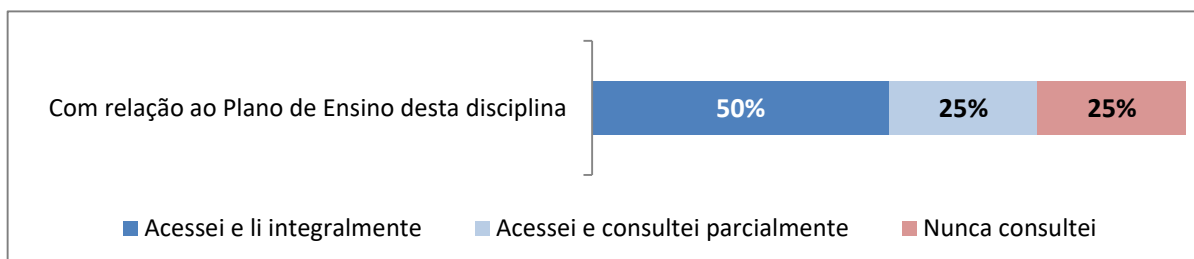 Com relação ao Plano de Ensino desta disciplina
50%
25%
25%
Acessei e li integralmente
Acessei e consultei parcialmente
Nunca consultei